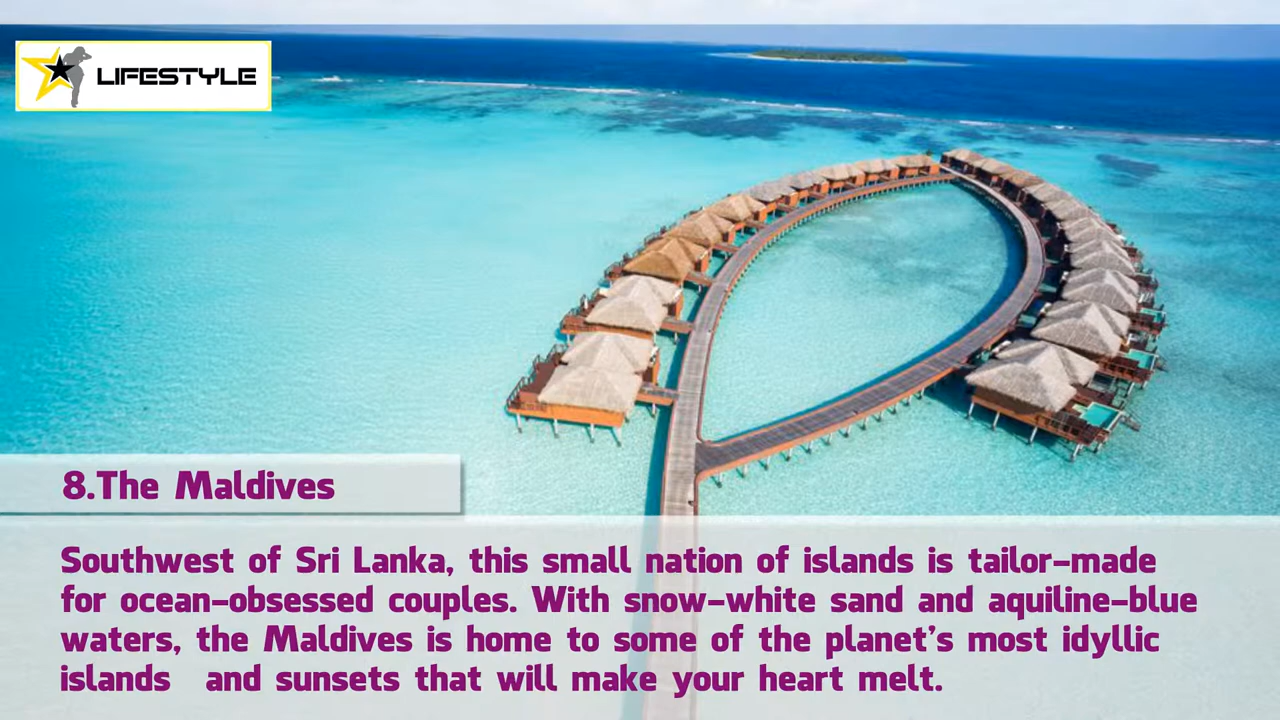 LIFESTYLE
8.The Maldives
Southwest of Sri Lanka, this small nation of islands is tailor-made
for ocean-obsessed couples. With snow-white sand and aquiline-blue
waters, the Maldives is home to some of the planet's most idyllic
islands and sunsets that will make your heart melt.